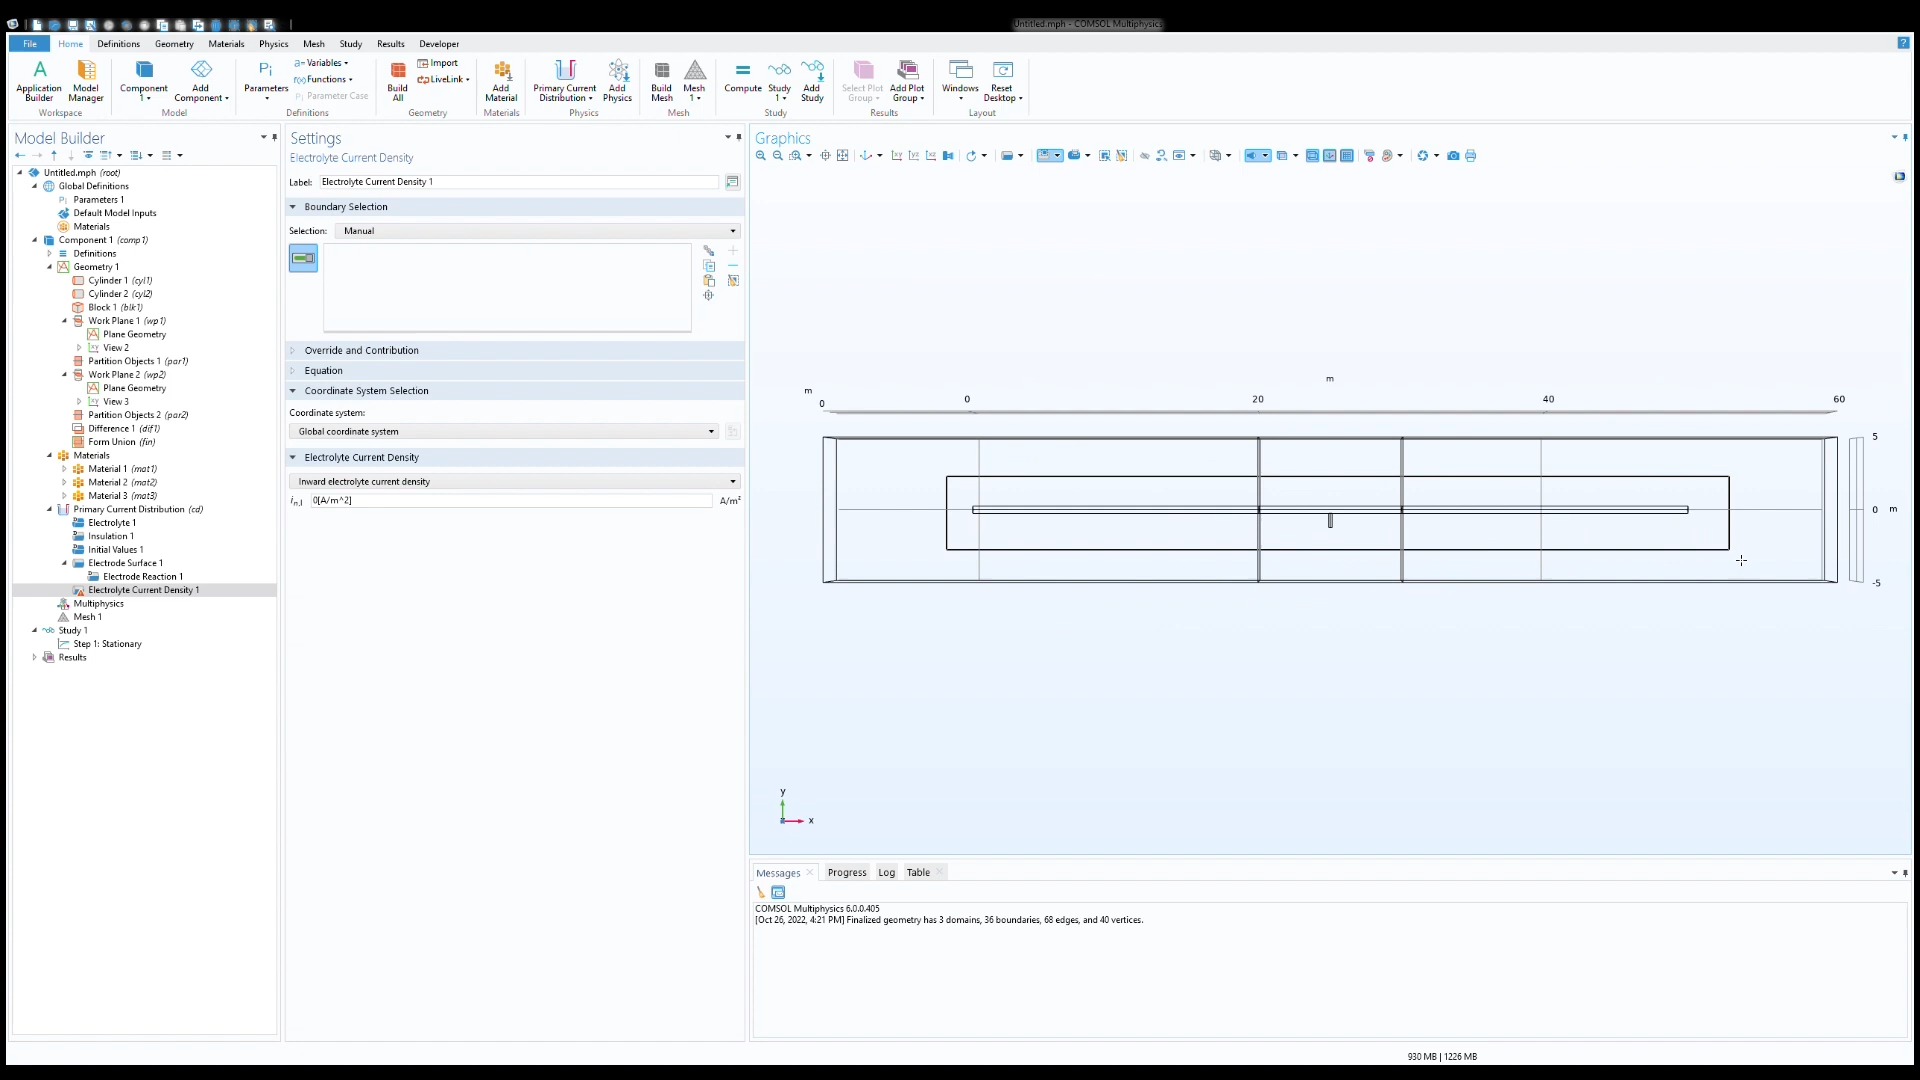 Untitled.mph - COMSOL Multiphysics
File Home Definitions Geometry Materials Physics Mesh Study Results Developer
Application Builder
Model Manager
Workspace
Component 1
Add Component
Model
Pi Parameters
a= Variables
f(x) Functions
Pi Parameter Case
Definitions
Build All
Import
LiveLink
Geometry
Add Material
Materials
Primary Current Distribution
Add Physics
Physics
Build Mesh
Mesh 1
Mesh
Compute
Study 1
Add Study
Study
Select Plot Group
Add Plot Group
Results
Windows
Reset Desktop
Layout
Model Builder
Untitled.mph (root)
Global Definitions
Pi Parameters 1
Default Model Inputs
Materials
Component 1 (comp1)
Definitions
Geometry 1
Cylinder 1 (cyl1)
Cylinder 2 (cyl2)
Block 1 (blk1)
Work Plane 1 (wp1)
Plane Geometry
View 2
Partition Objects 1 (par1)
Work Plane 2 (wp2)
Plane Geometry
View 3
Partition Objects 2 (par2)
Difference 1 (dif1)
Form Union (fin)
Materials
Material 1 (mat1)
Material 2 (mat2)
Material 3 (mat3)
Primary Current Distribution (cd)
Electrolyte 1
Insulation 1
Initial Values 1
Electrode Surface 1
Electrode Reaction 1
Electrolyte Current Density 1
Multiphysics
Mesh 1
Study 1
Step 1: Stationary
Results
Settings
Electrolyte Current Density
Label: Electrolyte Current Density 1
Boundary Selection
Selection: Manual
Override and Contribution
Equation
Coordinate System Selection
Coordinate system:
Global coordinate system
Electrolyte Current Density
Inward electrolyte current density
in,l 0[A/m^2] A/m²
Graphics
m
m
0
0 20 40 60
5
0 m
-5
y
x
Messages Progress Log Table
COMSOL Multiphysics 6.0.0.405
[Oct 26, 2022, 4:21 PM] Finalized geometry has 3 domains, 36 boundaries, 68 edges, and 40 vertices.
930 MB | 1226 MB